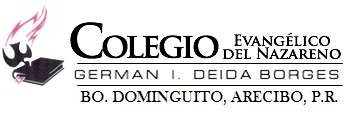 COLEGIO EVANGÉLICO DEL NAZARENO
GERMAN I. DEIDA BORGES
BO. DOMINGUITO, ARECIBO, P.R.